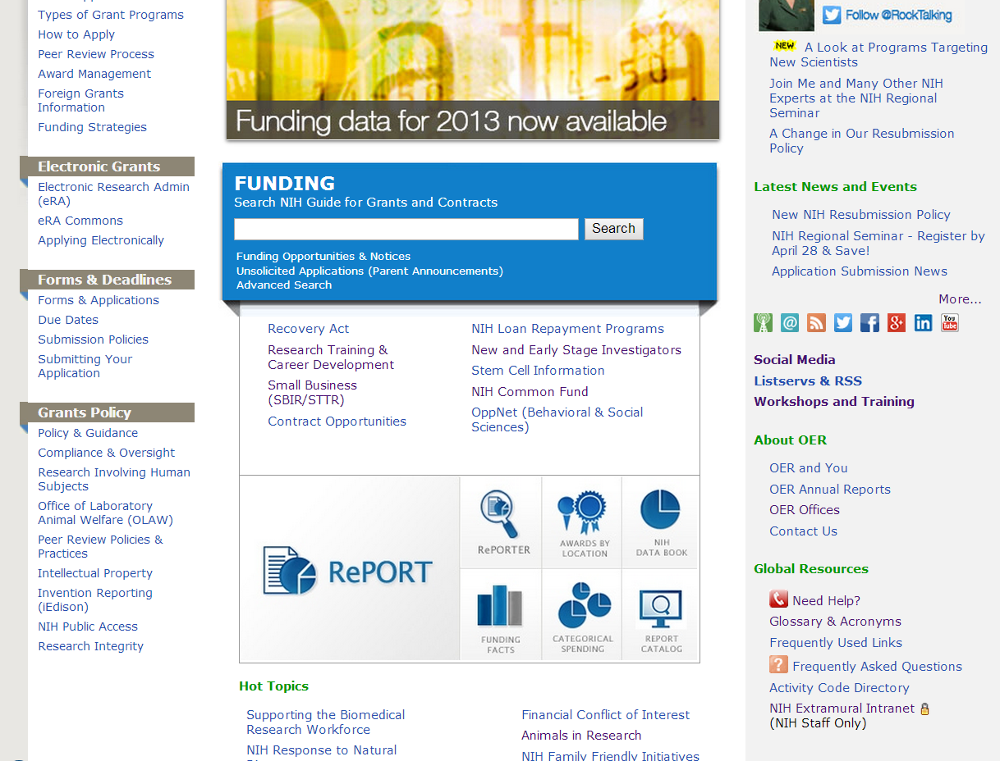 Types of Grant Programs
How to Apply
Peer Review Process
Award Management
Foreign Grants
Information
Funding Strategies
Electronic Grants
Electronic Research Admin
(eRA)
eRA Commons
Applying Electronically
Forms & Deadlines
Forms & Applications
Due Dates
Submission Policies
Submitting Your
Application
Grants Policy
Policy & Guidance
Compliance & Oversight
Research Involving Human
Subjects
Office of Laboratory
Animal Welfare (OLAW)
Peer Review Policies &
Practices
Intellectual Property
Invention Reporting
(iEdison)
NIH Public Access
Research Integrity
Data
Funding data for 2013 now available
FUNDING
Search NIH Guide for Grants and Contracts
Search
Funding Opportunities & Notices
Unsolicited Applications (Parent Announcements)
Advanced Search
Recovery Act
Research Training &
Career Development
Small Business
(SBIR/STTR)
Contract Opportunities
NIH Loan Repayment Programs
New and Early Stage Investigators
Stem Cell Information
NIH Common Fund
OppNet (Behavioral & Social
Sciences)
RePORT
RePORTER
AWARDS BY
LOCATION
NIH
DATA BOOK
FUNDING
FACTS
CATEGORICAL
SPENDING
REPORT
CATALOG
Hot Topics
Supporting the Biomedical
Research Workforce
NIH Response to Natural
Financial Conflict of Interest
Animals in Research
NIH Family Friendly Initiatives
Follow @RockTalking
NEW A Look at Programs Targeting
New Scientists
Join Me and Many Other NIH
Experts at the NIH Regional
Seminar
A Change in Our Resubmission
Policy
Latest News and Events
New NIH Resubmission Policy
NIH Regional Seminar - Register by
April 28 & Save!
Application Submission News
More...
@ g+ in You Tube
Social Media
Listservs & RSS
Workshops and Training
About OER
OER and You
OER Annual Reports
OER Offices
Contact Us
Global Resources
Need Help?
Glossary & Acronyms
Frequently Used Links
? Frequently Asked Questions
Activity Code Directory
NIH Extramural Intranet
(NIH Staff Only)